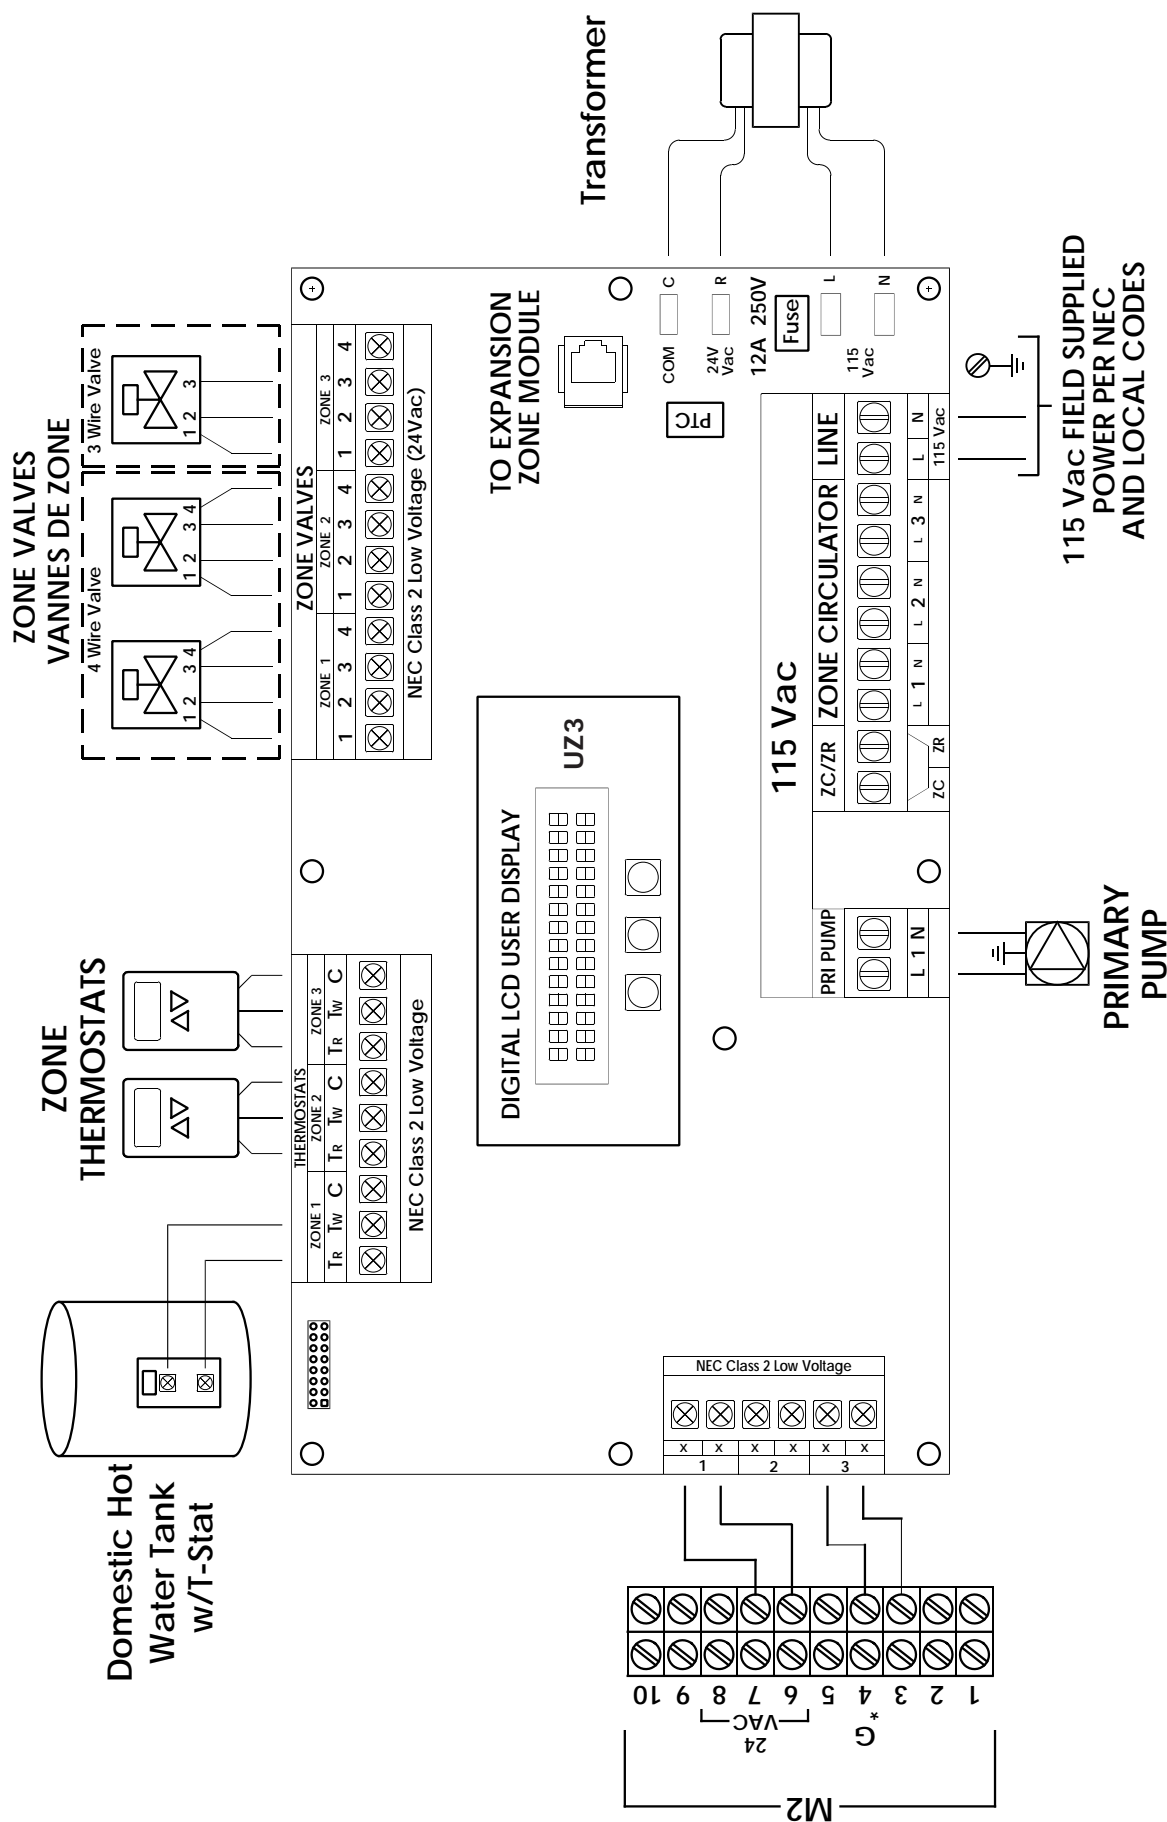 Domestic Hot
Water Tank
w/T-Stat
ZONE
THERMOSTATS
ZONE VALVES
VANNES DE ZONE
4 Wire Valve
3 Wire Valve
1 2 3 4
1 2 3 4
1 2 3
THERMOSTATS
ZONE 1
ZONE 2
ZONE 3
TR TW C TR TW C TR TW C
NEC Class 2 Low Voltage
ZONE VALVES
ZONE 1
ZONE 2
ZONE 3
1 2 3 4 1 2 3 4 1 2 3 4
NEC Class 2 Low Voltage (24Vac)
DIGITAL LCD USER DISPLAY
UZ3
TO EXPANSION
ZONE MODULE
Transformer
PTC
COM
C
24V
Vac
R
12A 250V
Fuse
115
Vac
L
N
115 Vac
PRI PUMP
ZC/ZR
ZONE CIRCULATOR
LINE
L 1 N
ZC
ZR
L 1 N
L 2 N
L 3 N
L
N
115 Vac
PRIMARY
PUMP
115 Vac FIELD SUPPLIED
POWER PER NEC
AND LOCAL CODES
NEC Class 2 Low Voltage
X X X X X X
1 2 3
M2
24
VAC
G
*
10 9 8 7 6 5 4 3 2 1